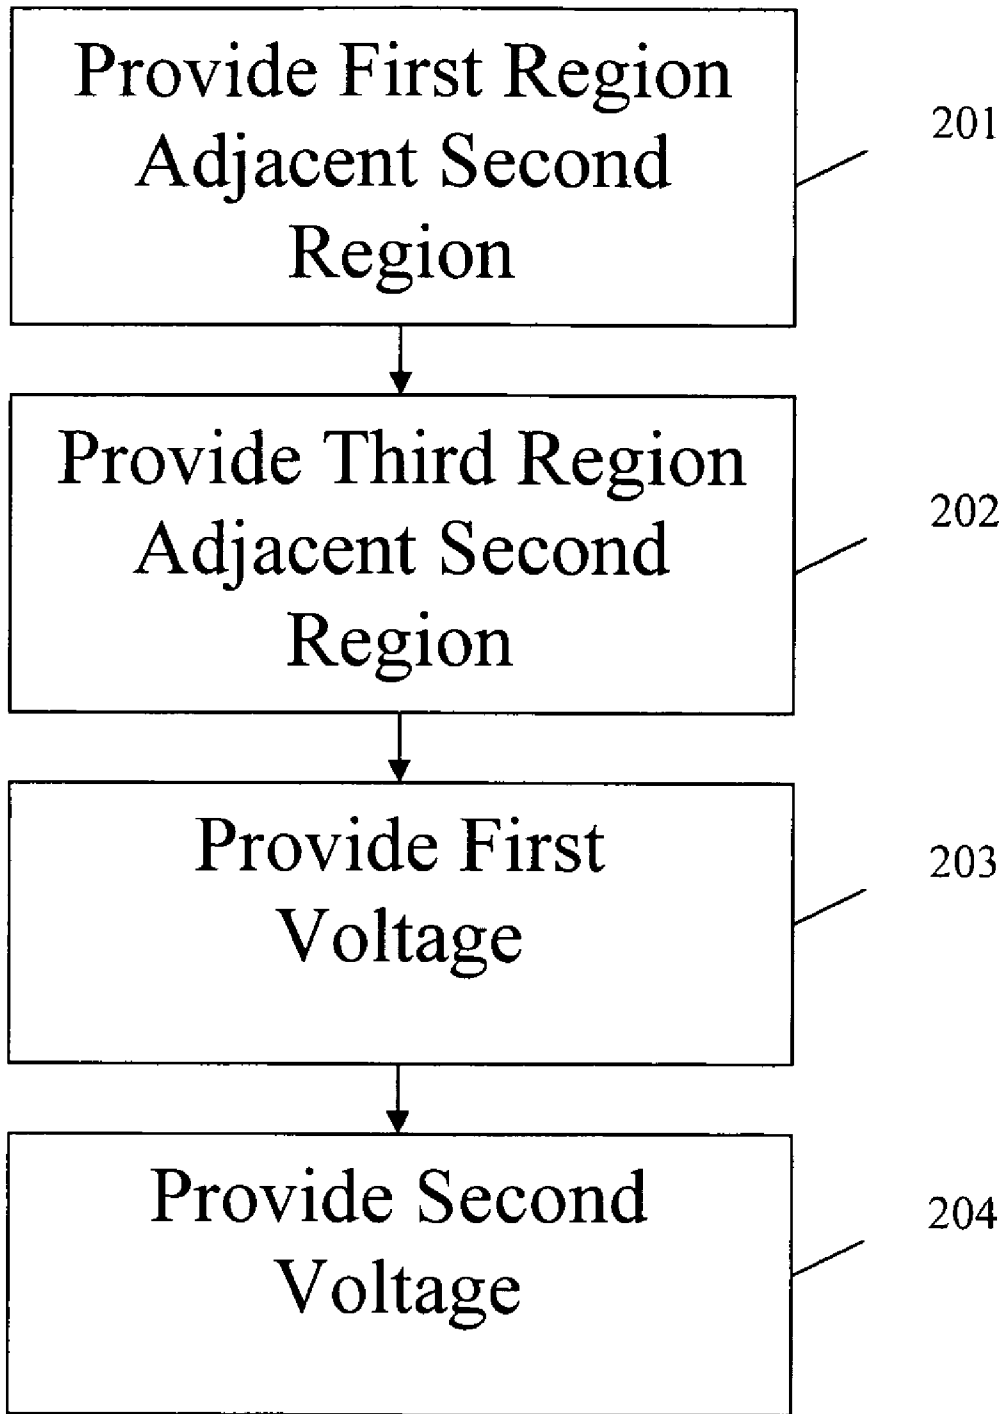 Provide First Region
Adjacent Second
Region
201
Provide Third Region
Adjacent Second
Region
202
Provide First
Voltage
203
Provide Second
Voltage
204